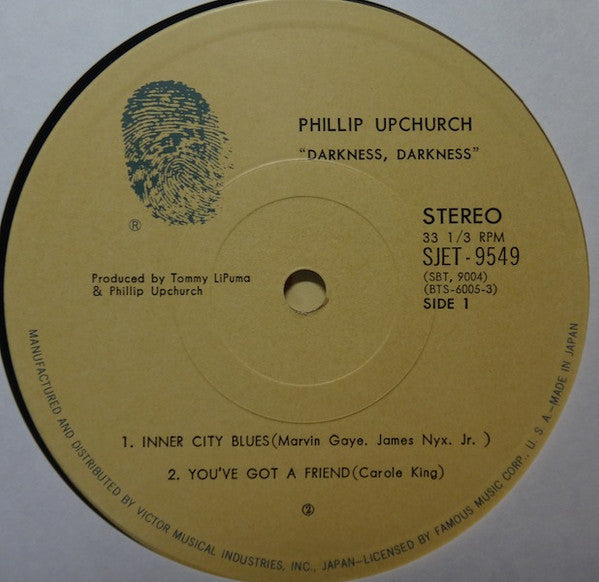 PHILLIP UPCHURCH
"DARKNESS, DARKNESS"
®
STEREO
33 1/3 RPM
SJET-9549
(SBT, 9004)
(BTS-6005-3)
SIDE 1
Produced by Tommy LiPuma
& Phillip Upchurch
1. INNER CITY BLUES(Marvin Gaye. James Nyx. Jr. )
2. YOU'VE GOT A FRIEND(Carole King)
②
MANUFACTURED AND DISTRIBUTED BY VICTOR MUSICAL INDUSTRIES, INC., JAPAN-LICENSED BY FAMOUS MUSIC CORP., U. S. A.-MADE IN JAPAN